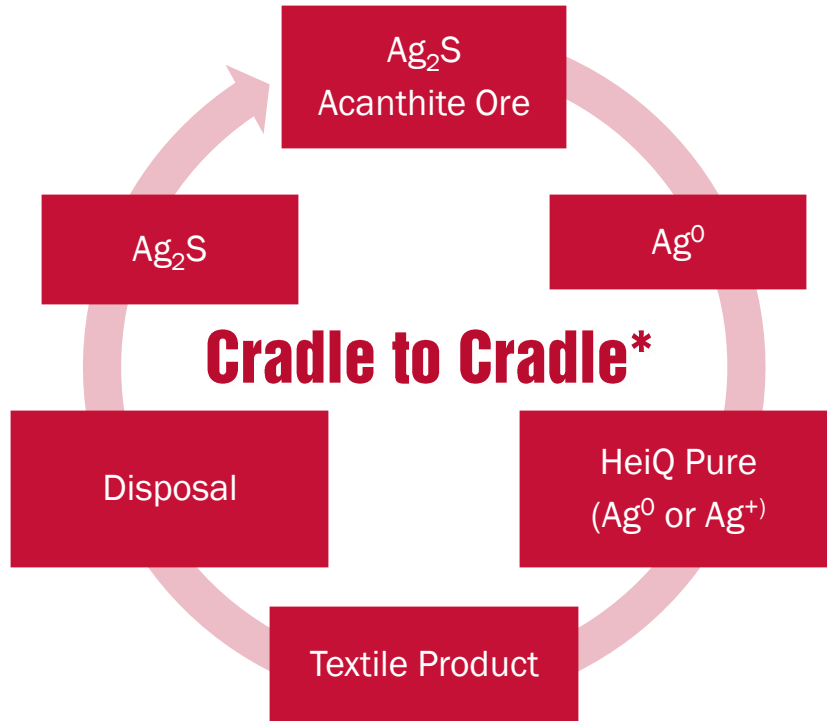 Ag₂S
Acanthite Ore
Ag⁰
HeiQ Pure
(Ag⁰ or Ag⁺⁾
Textile Product
Disposal
Ag₂S
Cradle to Cradle*